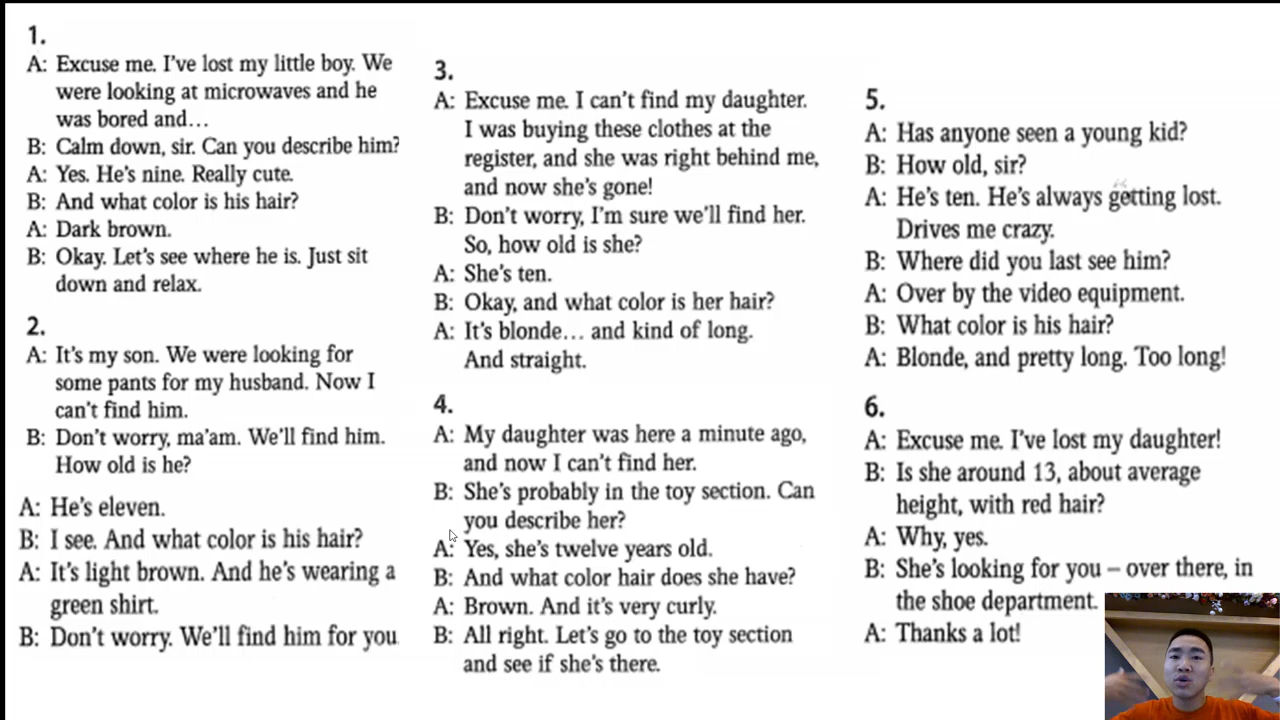 1.
A: Excuse me. I've lost my little boy. We
were looking at microwaves and he
was bored and…
B: Calm down, sir. Can you describe him?
A: Yes. He's nine. Really cute.
B: And what color is his hair?
A: Dark brown.
B: Okay. Let's see where he is. Just sit
down and relax.
2.
A: It's my son. We were looking for
some pants for my husband. Now I
can't find him.
B: Don't worry, ma'am. We'll find him.
How old is he?
A: He's eleven.
B: I see. And what color is his hair?
A: It's light brown. And he's wearing a
green shirt.
B: Don't worry. We'll find him for you
3.
A: Excuse me. I can't find my daughter.
I was buying these clothes at the
register, and she was right behind me,
and now she's gone!
B: Don't worry, I'm sure we'll find her.
So, how old is she?
A: She's ten.
B: Okay, and what color is her hair?
A: It's blonde… and kind of long.
And straight.
4.
A: My daughter was here a minute ago,
and now I can't find her.
B: She's probably in the toy section. Can
you describe her?
A: Yes, she's twelve years old.
B: And what color hair does she have?
A: Brown. And it's very curly.
B: All right. Let's go to the toy section
and see if she's there.
5.
A: Has anyone seen a young kid?
B: How old, sir?
A: He's ten. He's always getting lost.
Drives me crazy.
B: Where did you last see him?
A: Over by the video equipment.
B: What color is his hair?
A: Blonde, and pretty long. Too long!
6.
A: Excuse me. I've lost my daughter!
B: Is she around 13, about average
height, with red hair?
A: Why, yes.
B: She's looking for you – over there, in
the shoe department.
A: Thanks a lot!